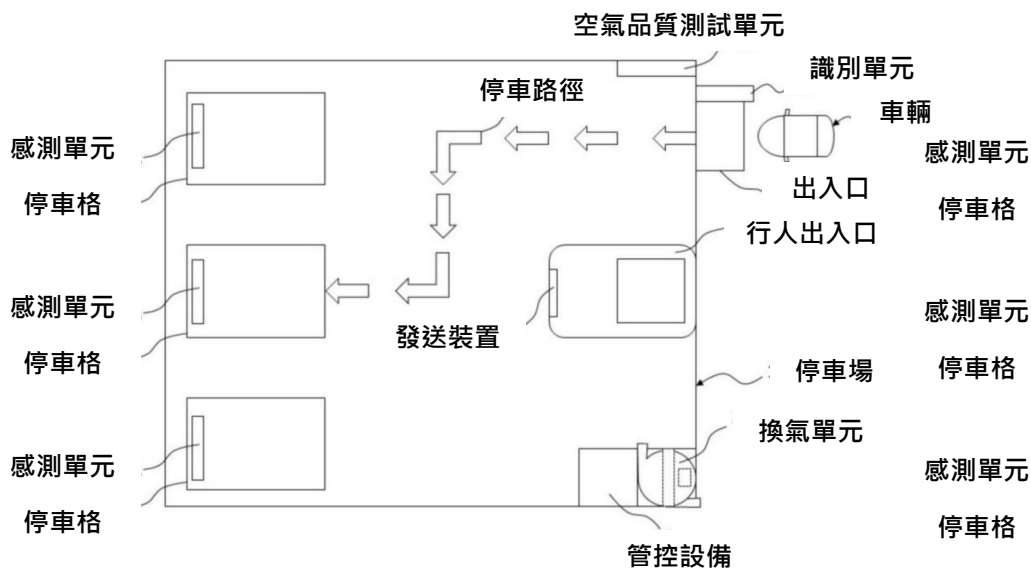 空氣品質測試單元
識別單元
停車路徑
車輛
感測單元
感測單元
停車格
出入口
停車格
行人出入口
感測單元
感測單元
發送裝置
停車格
停車場
停車格
換氣單元
感測單元
感測單元
停車格
停車格
管控設備